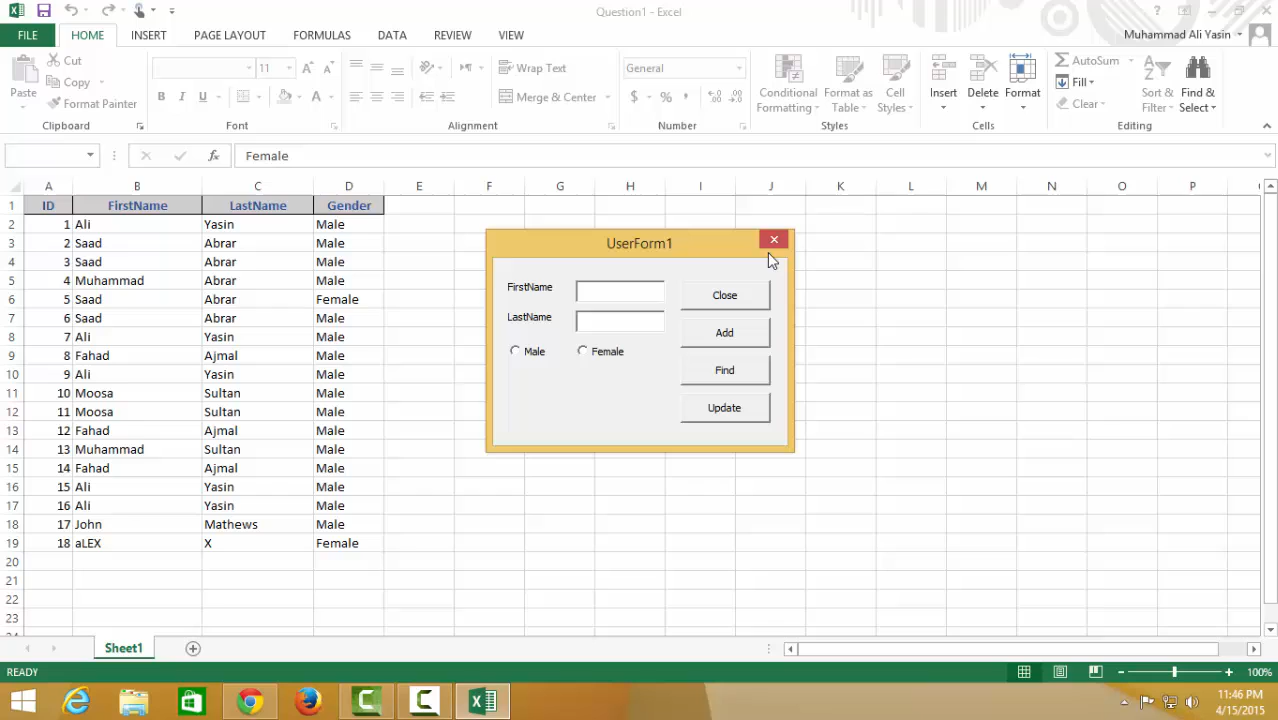 Question1 - Excel
?
FILE HOME INSERT PAGE LAYOUT FORMULAS DATA REVIEW VIEW
Muhammad Ali Yasin
Paste
Cut
Copy
Format Painter
Clipboard
11
B I U
Font
Wrap Text
Merge & Center
Alignment
General
$ % ,
Number
Conditional Formatting
Format as Table
Cell Styles
Styles
Insert
Delete
Format
Cells
AutoSum
Fill
Clear
Sort & Filter
Find & Select
Editing
fx Female
A B C D E F G H I J K L M N O P
1 ID FirstName LastName Gender
2 1 Ali Yasin Male
3 2 Saad Abrar Male
4 3 Saad Abrar Male
5 4 Muhammad Abrar Male
6 5 Saad Abrar Female
7 6 Saad Abrar Male
8 7 Ali Yasin Male
9 8 Fahad Ajmal Male
10 9 Ali Yasin Male
11 10 Moosa Sultan Male
12 11 Moosa Sultan Male
13 12 Fahad Ajmal Male
14 13 Muhammad Sultan Male
15 14 Fahad Ajmal Male
16 15 Ali Yasin Male
17 16 Ali Yasin Male
18 17 John Mathews Male
19 18 aLEX X Female
20
21
22
23
UserForm1
FirstName
LastName
Male Female
Close
Add
Find
Update
Sheet1
READY
100%
11:46 PM
4/15/2015